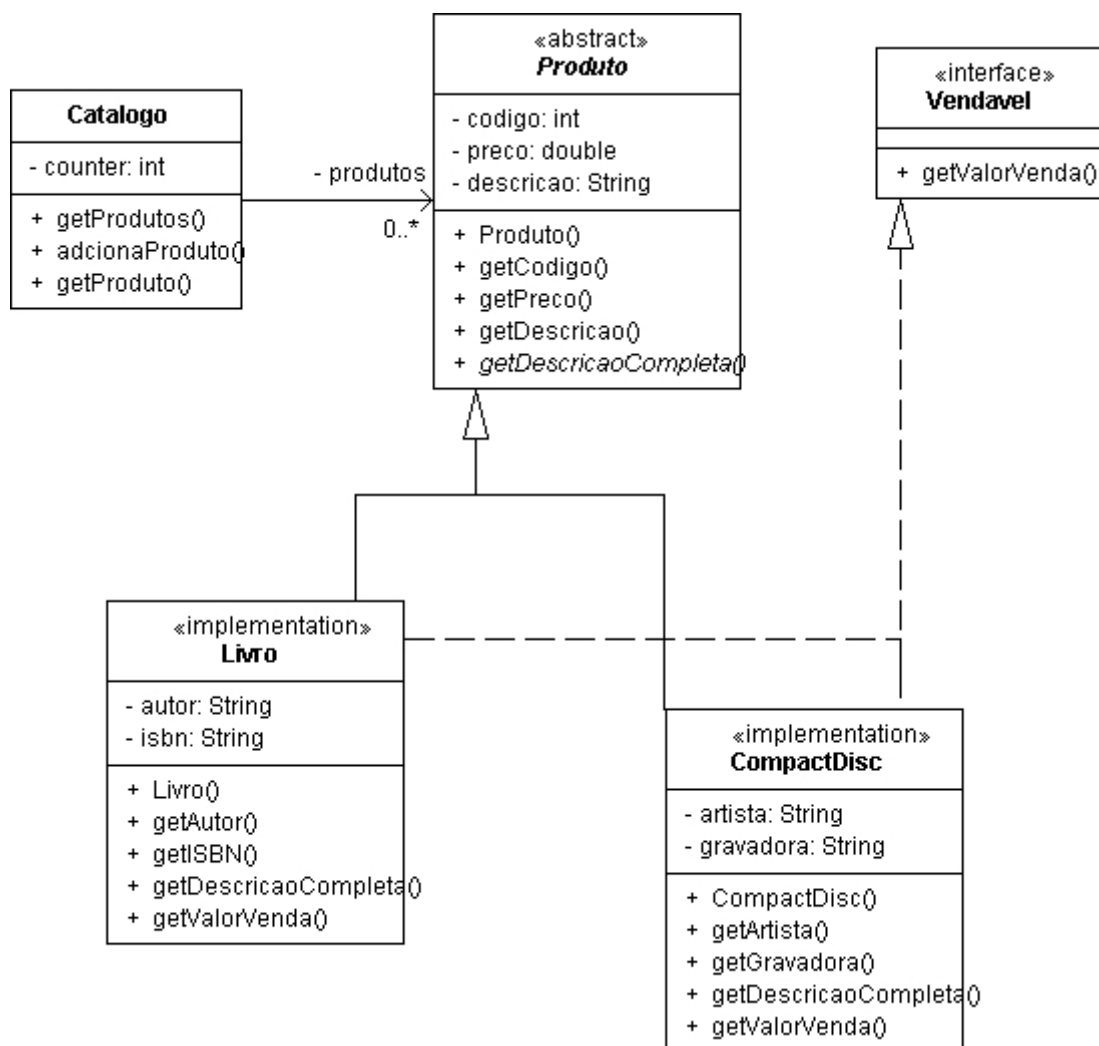 Catalogo
- counter: int
+ getProdutos()
+ adcionaProduto()
+ getProduto()
- produtos
0..*
«abstract»
Produto
- codigo: int
- preco: double
- descricao: String
+ Produto()
+ getCodigo()
+ getPreco()
+ getDescricao()
+ getDescricaoCompleta()
«interface»
Vendavel
+ getValorVenda()
«implementation»
Livro
- autor: String
- isbn: String
+ Livro()
+ getAutor()
+ getISBN()
+ getDescricaoCompleta()
+ getValorVenda()
«implementation»
CompactDisc
- artista: String
- gravadora: String
+ CompactDisc()
+ getArtista()
+ getGravadora()
+ getDescricaoCompleta()
+ getValorVenda()